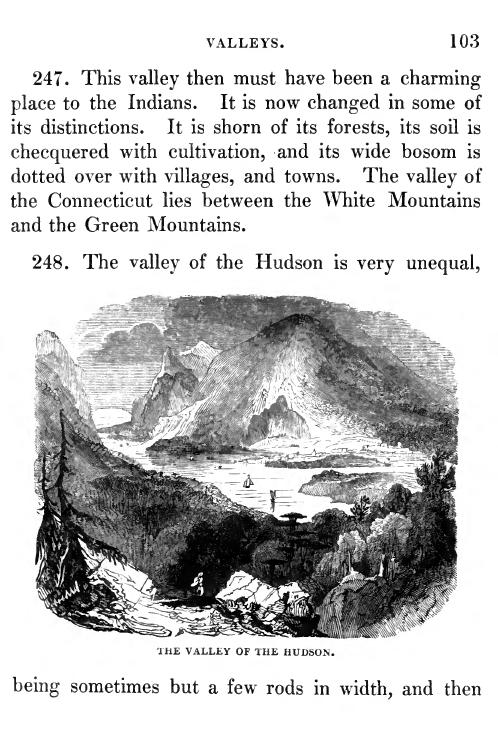 VALLEYS. 103
247. This valley then must have been a charming
place to the Indians. It is now changed in some of
its distinctions. It is shorn of its forests, its soil is
checquered with cultivation, and its wide bosom is
dotted over with villages, and towns. The valley of
the Connecticut lies between the White Mountains
and the Green Mountains.
248. The valley of the Hudson is very unequal,
THE VALLEY OF THE HUDSON.
being sometimes but a few rods in width, and then